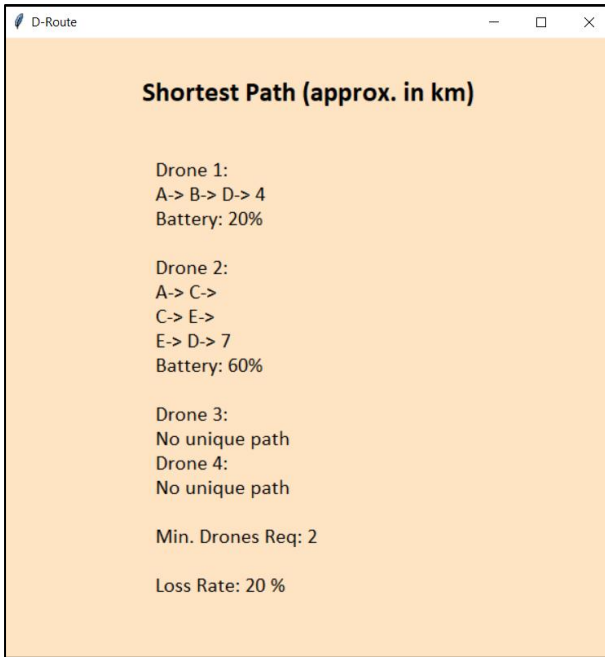 D-Route
Shortest Path (approx. in km)
Drone 1:
A-> B-> D-> 4
Battery: 20%
Drone 2:
A-> C->
C-> E->
E-> D-> 7
Battery: 60%
Drone 3:
No unique path
Drone 4:
No unique path
Min. Drones Req: 2
Loss Rate: 20 %